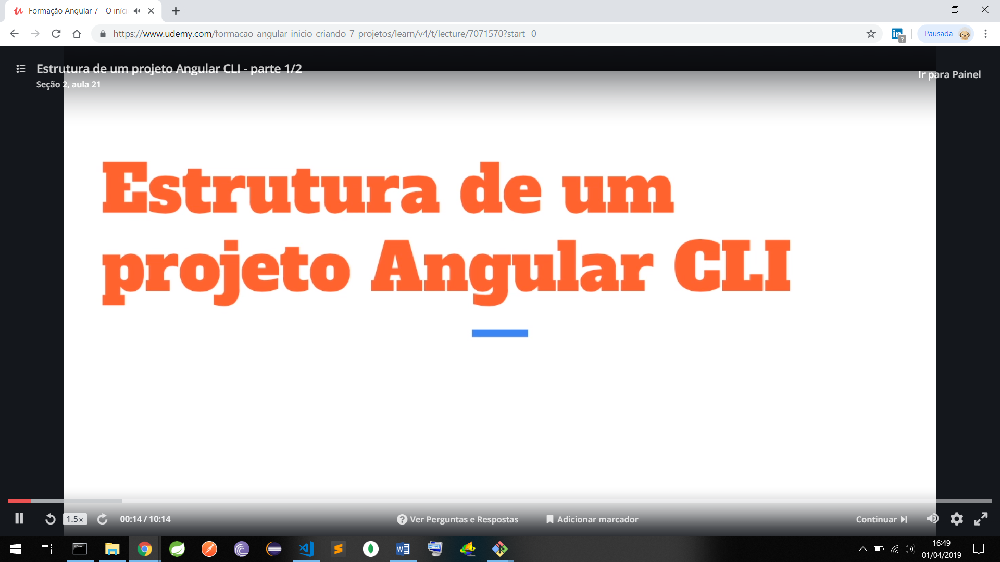 Formação Angular 7 - O iníci
https://www.udemy.com/formacao-angular-inicio-criando-7-projetos/learn/v4/t/lecture/7071570?start=0
Pausada
Estrutura de um projeto Angular CLI - parte 1/2
Seção 2, aula 21
Ir para Painel
Estrutura de um
projeto Angular CLI
1.5x
00:14 / 10:14
Ver Perguntas e Respostas
Adicionar marcador
Continuar
16:49
01/04/2019